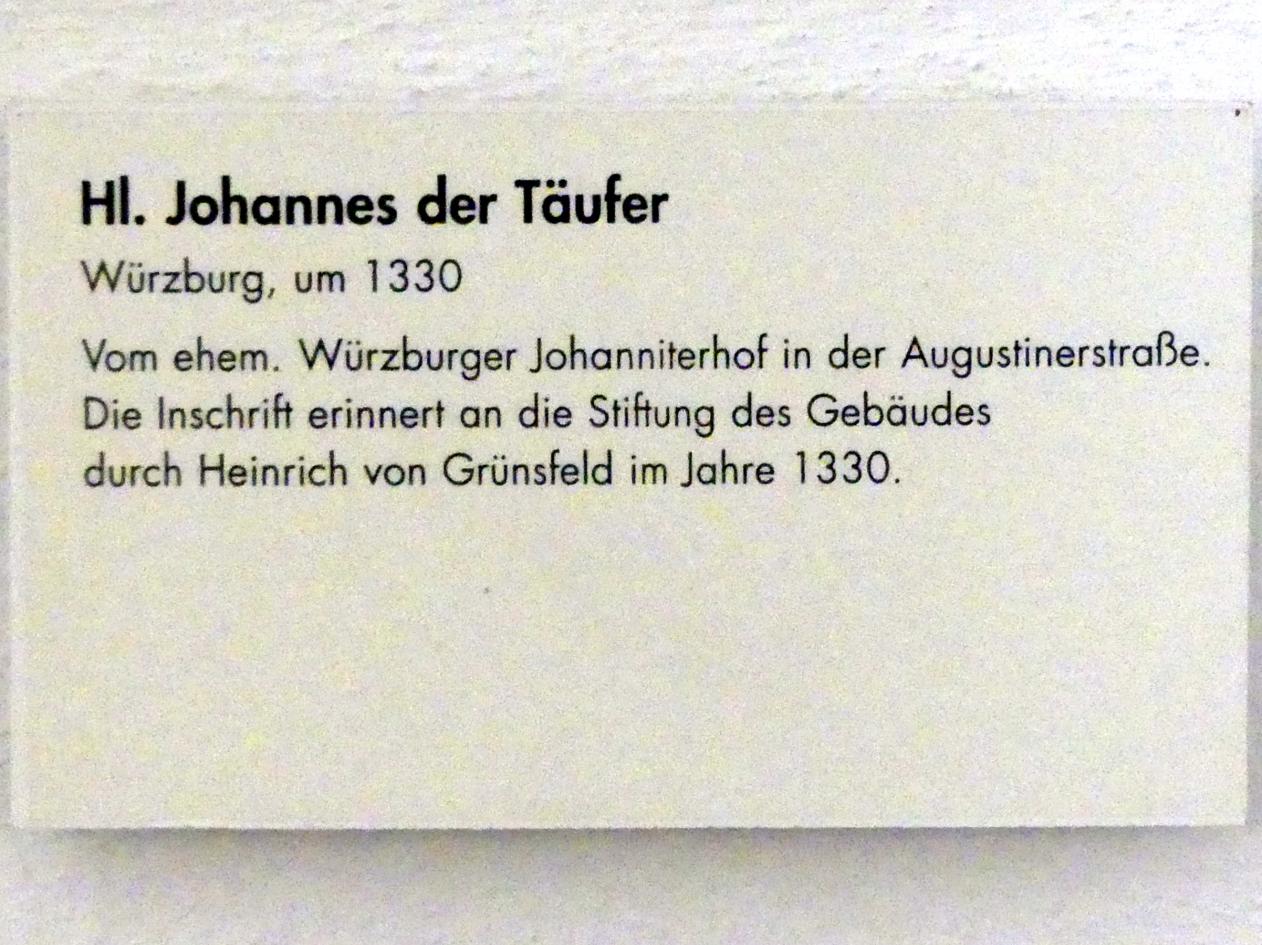 Hl. Johannes der Täufer
Würzburg, um 1330
Vom ehem. Würzburger Johanniterhof in der Augustinerstraße.
Die Inschrift erinnert an die Stiftung des Gebäudes
durch Heinrich von Grünsfeld im Jahre 1330.